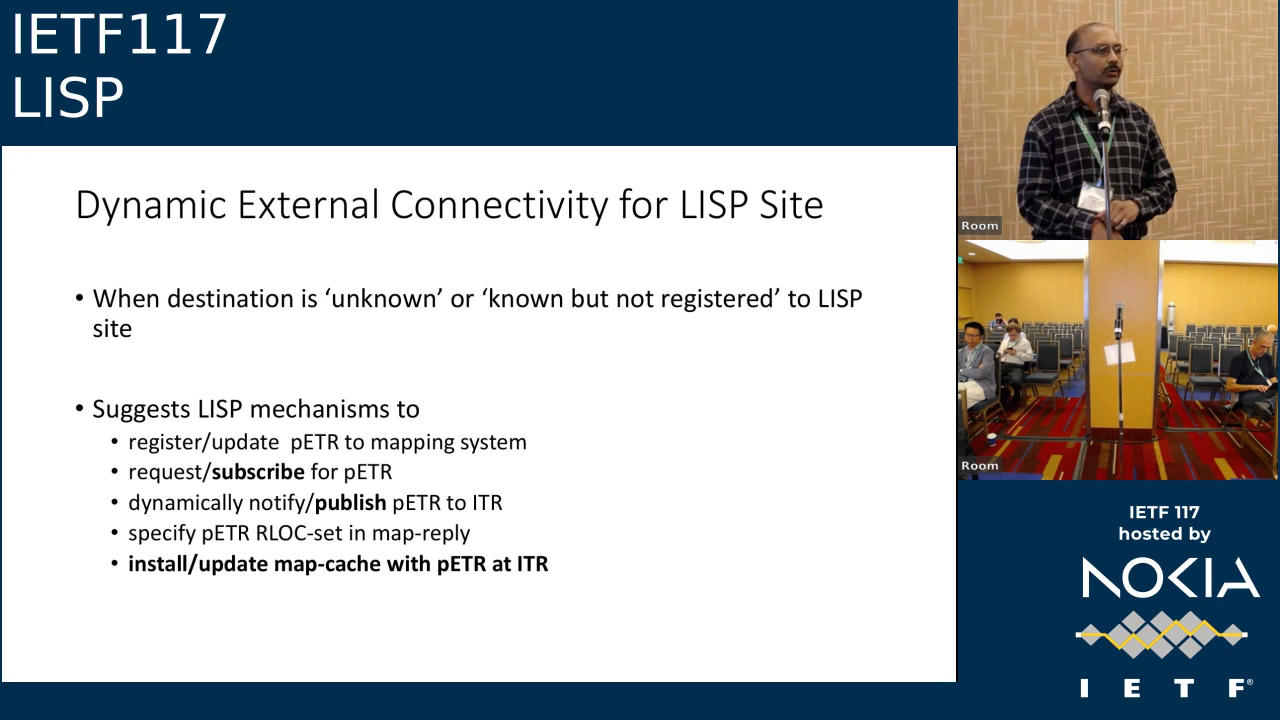 IETF117
LISP
Dynamic External Connectivity for LISP Site
• When destination is ‘unknown’ or ‘known but not registered’ to LISP
site
• Suggests LISP mechanisms to
• register/update pETR to mapping system
• request/subscribe for pETR
• dynamically notify/publish pETR to ITR
• specify pETR RLOC-set in map-reply
• install/update map-cache with pETR at ITR
Room
Room
IETF 117
hosted by
NOKIA
I E T F®